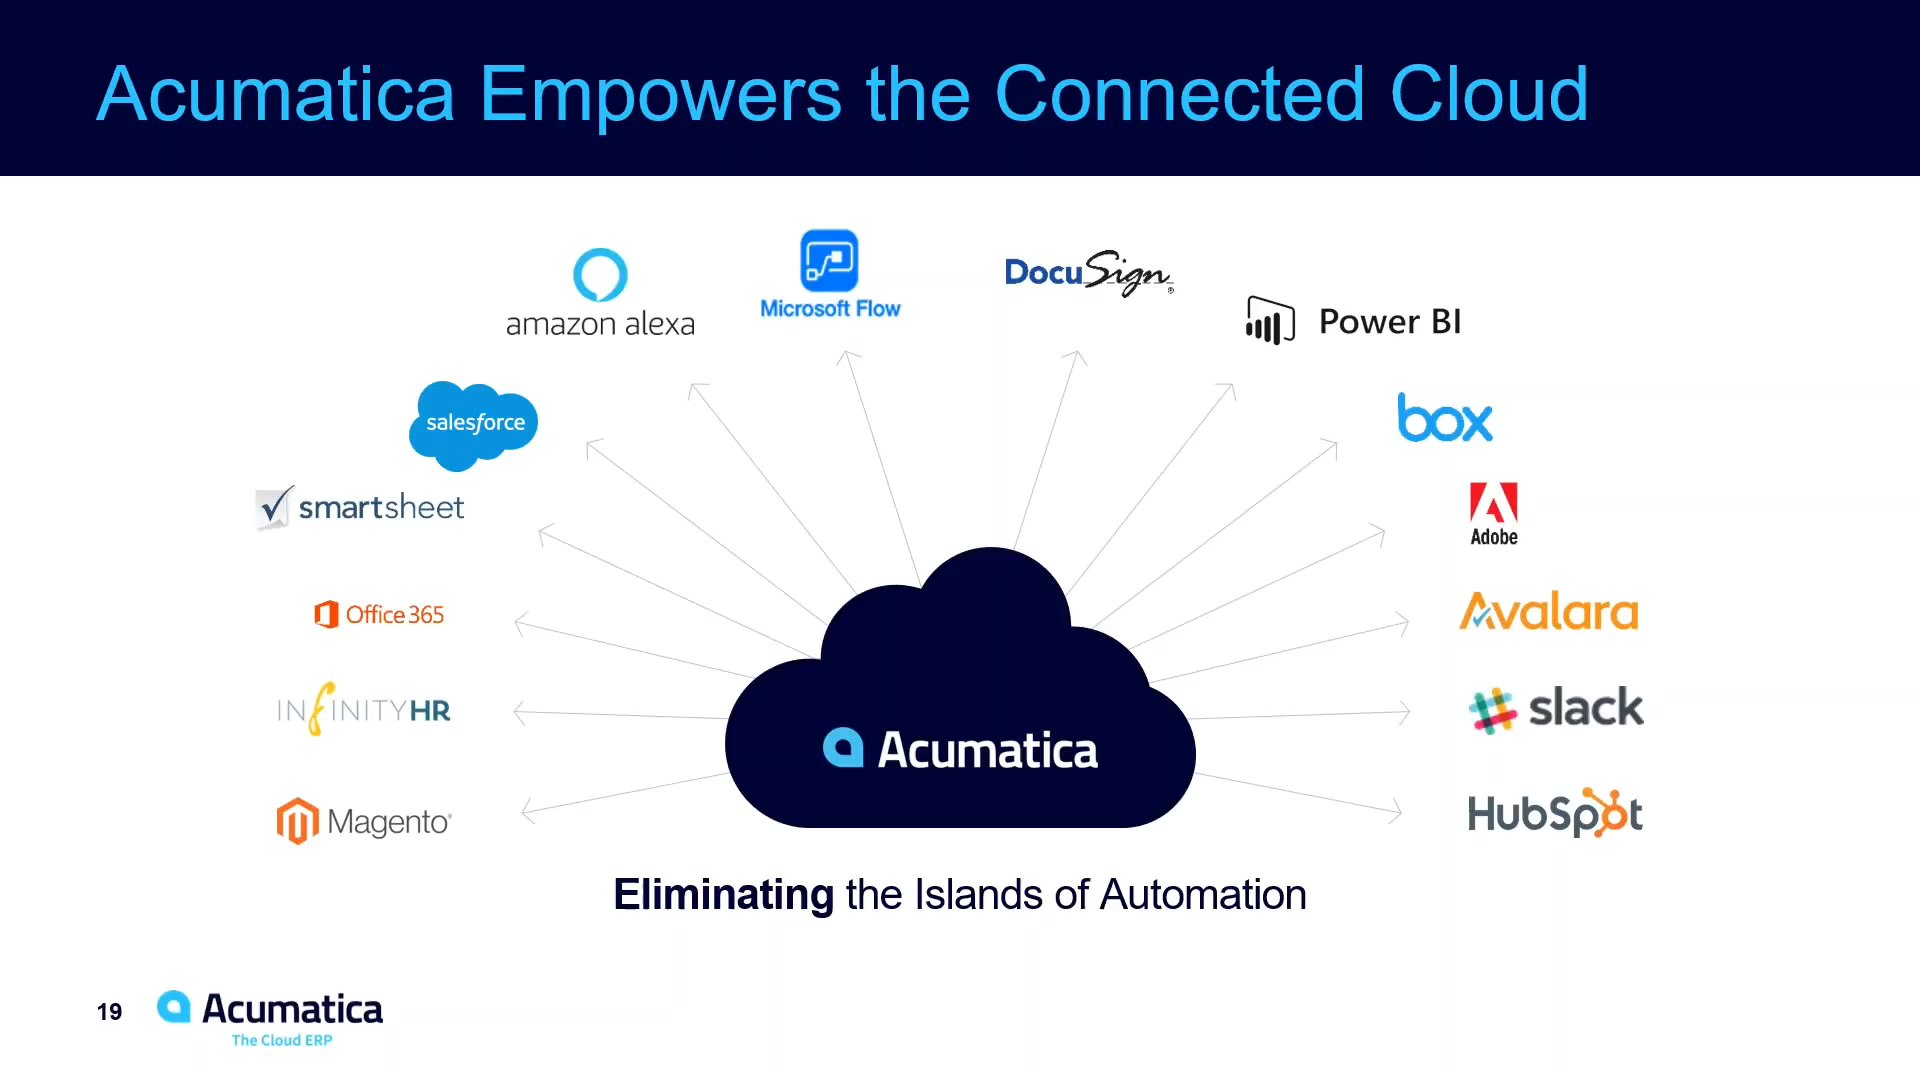 Acumatica Empowers the Connected Cloud
amazon alexa
Microsoft Flow
DocuSign®
Power BI
salesforce
box
smartsheet
Adobe
Office 365
Avalara
INFINITYHR
slack
Acumatica
Magento®
HubSpot
Eliminating the Islands of Automation
19
Acumatica
The Cloud ERP